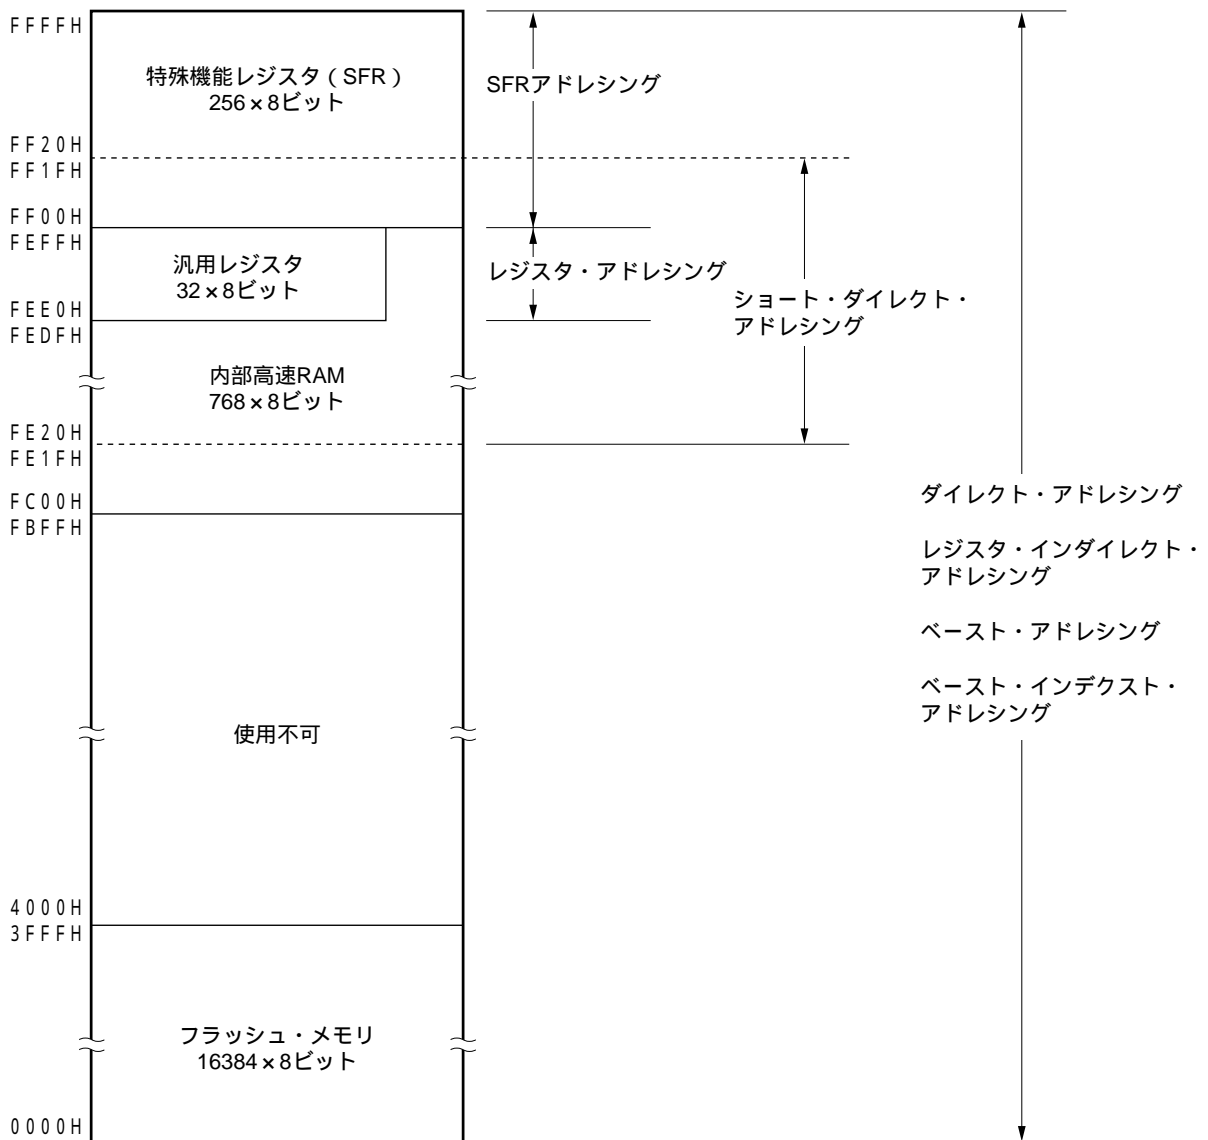 FFFFH
特殊機能レジスタ（SFR）
256×8ビット
SFRアドレシング
FF20H
FF1FH
FF00H
FEFFH
汎用レジスタ
32×8ビット
レジスタ・アドレシング
ショート・ダイレクト・
アドレシング
FEE0H
FEDFH
内部高速RAM
768×8ビット
FE20H
FE1FH
FC00H
FBFFH
ダイレクト・アドレシング
レジスタ・インダイレクト・
アドレシング
ベースト・アドレシング
ベースト・インデクスト・
アドレシング
使用不可
4000H
3FFFH
フラッシュ・メモリ
16384×8ビット
0000H